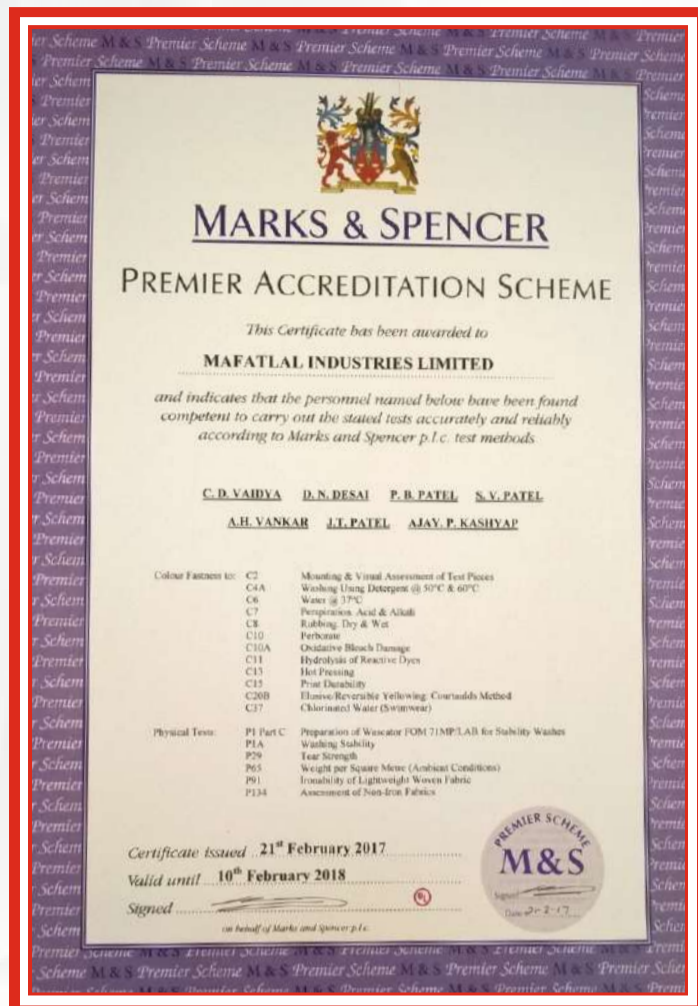 MARKS & SPENCER
PREMIER ACCREDITATION SCHEME
This Certificate has been awarded to
MAFATLAL INDUSTRIES LIMITED
and indicates that the personnel named below have been found
competent to carry out the stated tests accurately and reliably
according to Marks and Spencer p.l.c. test methods
C. D. VAIDYA D. N. DESAI P. B. PATEL S. V. PATEL
A.H. VANKAR J.T. PATEL AJAY. P. KASHYAP
Colour Fastness to: C2 Mounting & Visual Assessment of Test Pieces
C4A Washing Using Detergent @ 50°C & 60°C
C6 Water @ 37°C
C7 Perspiration: Acid & Alkali
C8 Rubbing: Dry & Wet
C10 Perborate
C10A Oxidative Bleach Damage
C11 Hydrolysis of Reactive Dyes
C13 Hot Pressing
C15 Print Durability
C20B Elusive/Reversible Yellowing: Courtaulds Method
C37 Chlorinated Water (Swimwear)
Physical Tests: P1 Part C Preparation of Wascator FOM 71MP/LAB for Stability Washes
P1A Washing Stability
P29 Tear Strength
P65 Weight per Square Metre (Ambient Conditions)
P91 Ironability of Lightweight Woven Fabric
P134 Assessment of Non-Iron Fabrics
Certificate issued 21st February 2017
Valid until 10th February 2018
Signed
on behalf of Marks and Spencer p.l.c.
UL
PREMIER SCHEME
M&S
Signed
Date 21-2-17